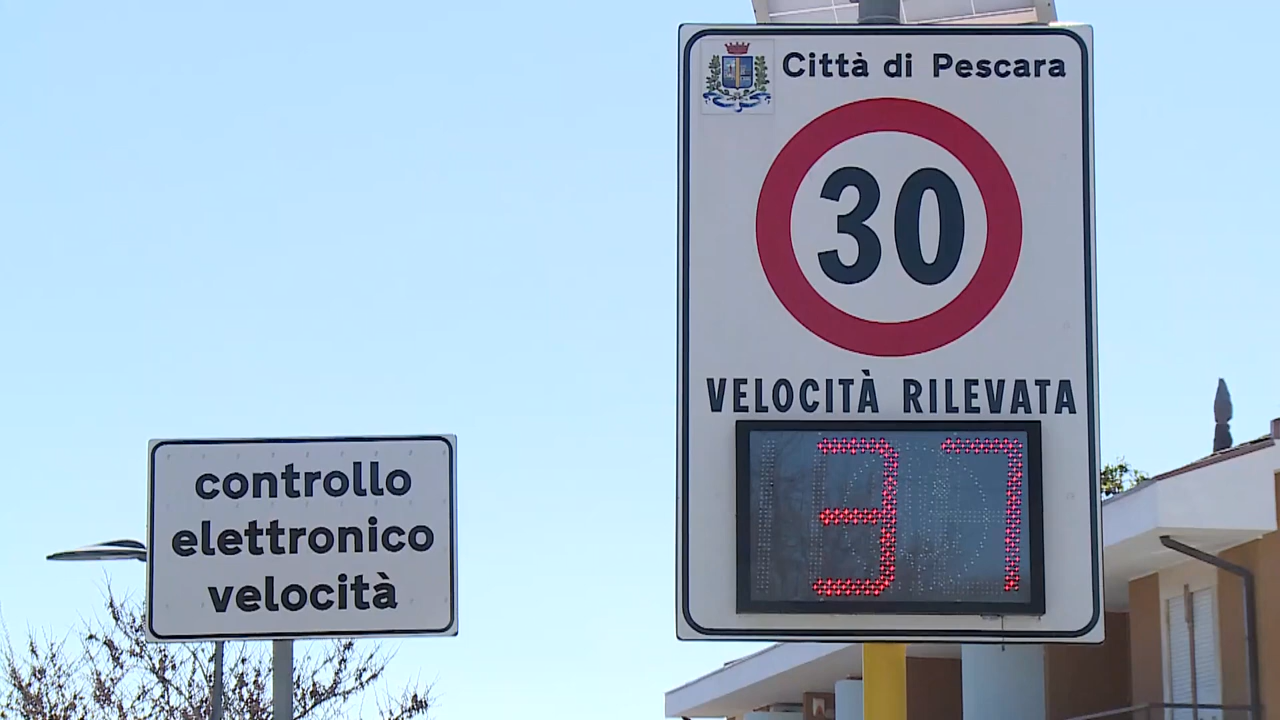 Città di Pescara
30
VELOCITÀ RILEVATA
37
controllo
elettronico
velocità